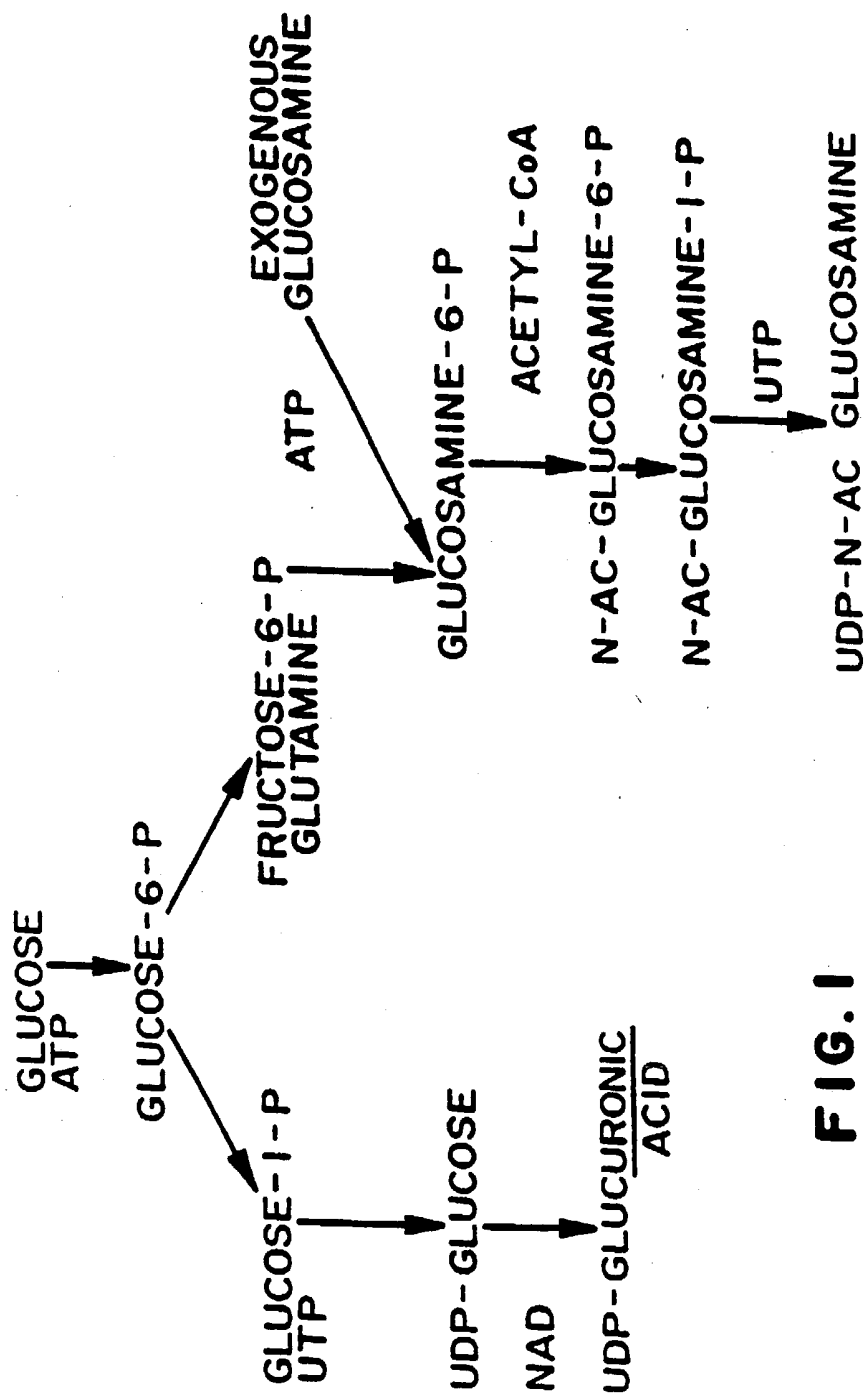 GLUCOSE
ATP
GLUCOSE-6-P
GLUCOSE-1-P
UTP
FRUCTOSE-6-P
GLUTAMINE
EXOGENOUS
GLUCOSAMINE
ATP
UDP-GLUCOSE
NAD
UDP-GLUCURONIC
ACID
GLUCOSAMINE-6-P
ACETYL-CoA
N-AC-GLUCOSAMINE-6-P
N-AC-GLUCOSAMINE-1-P
UTP
UDP-N-AC GLUCOSAMINE
FIG. 1